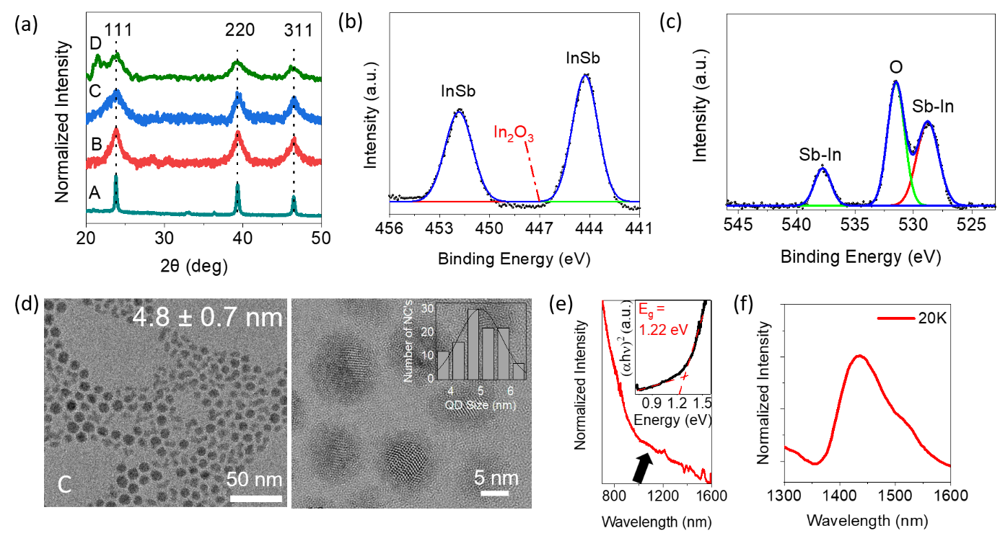 (a)
111
220
311
D
C
B
A
Normalized Intensity
20
30
40
50
2θ (deg)
(b)
InSb
InSb
In2O3
Intensity (a.u.)
456
453
450
447
444
441
Binding Energy (eV)
(c)
O
Sb-In
Sb-In
Intensity (a.u.)
545
540
535
530
525
Binding Energy (eV)
(d)
4.8 ± 0.7 nm
C
50 nm
Number of NC's
30
20
10
0
4
5
6
QD Size (nm)
5 nm
(e)
Normalized Intensity
Eg =
1.22 eV
(αhν)2 (a.u.)
0.9
1.2
1.5
Energy (eV)
800
1200
1600
Wavelength (nm)
(f)
20K
Normalized Intensity
1300
1400
1500
1600
Wavelength (nm)